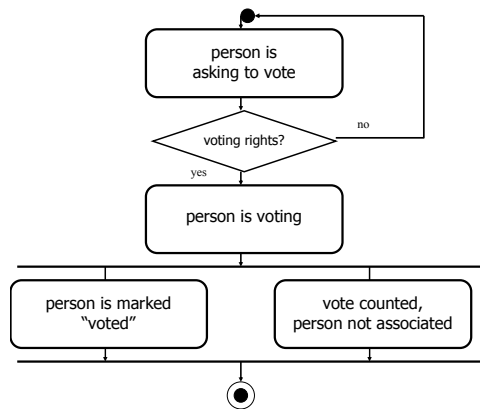 person is
asking to vote
voting rights?
no
yes
person is voting
person is marked
“voted”
vote counted,
person not associated